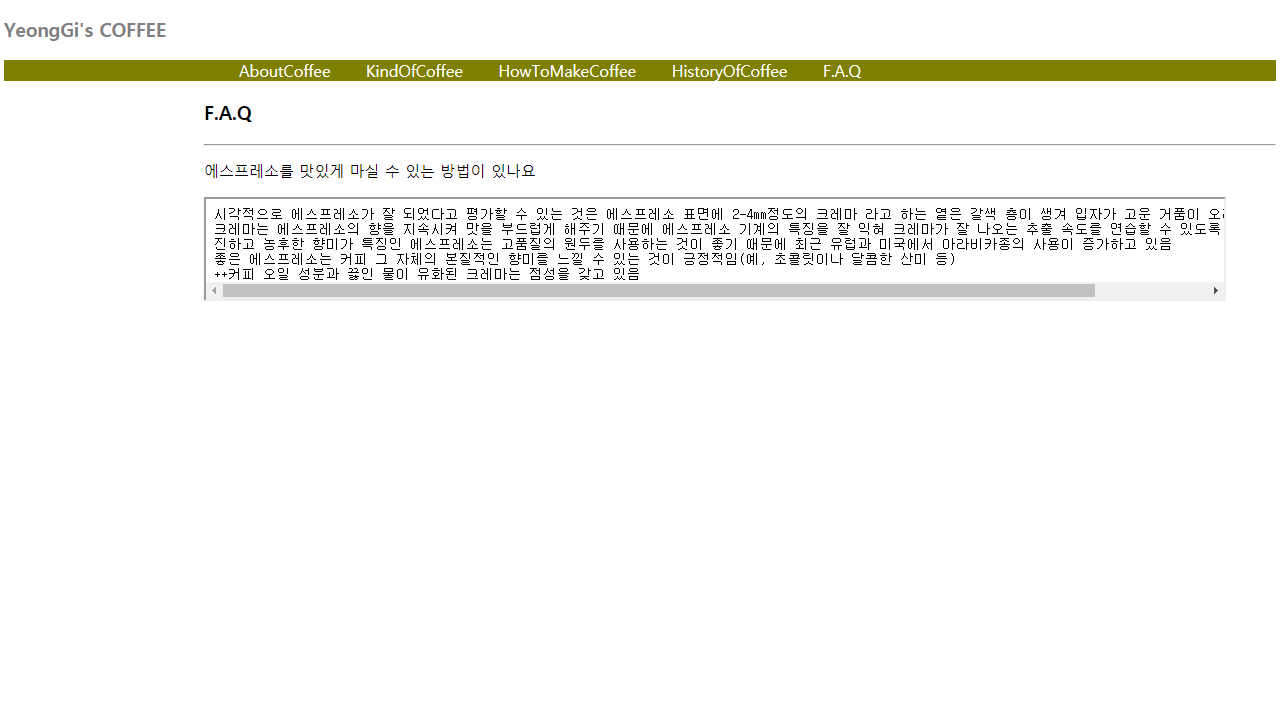 YeongGi's COFFEE
AboutCoffee KindOfCoffee HowToMakeCoffee HistoryOfCoffee F.A.Q
F.A.Q
에스프레소를 맛있게 마실 수 있는 방법이 있나요
시각적으로 에스프레소가 잘 되었다고 평가할 수 있는 것은 에스프레소 표면에 2-4mm정도의 크레마 라고 하는 옅은 갈색 층이 생겨 입자가 고운 거품이
크레마는 에스프레소의 향을 지속시켜 맛을 부드럽게 해주기 때문에 에스프레소 기계의 특징을 잘 익혀 크레마가 잘 나오는 추출 속도를 연습할 수 있도록
진하고 농후한 향미가 특징인 에스프레소는 고품질의 원두를 사용하는 것이 좋기 때문에 최근 유럽과 미국에서 아라비카종의 사용이 증가하고 있음
좋은 에스프레소는 커피 그 자체의 본질적인 향미를 느낄 수 있는 것이 긍정적임(예, 초콜릿이나 달콤한 산미 등)
++커피 오일 성분과 끓인 물이 유화된 크레마는 점성을 갖고 있음